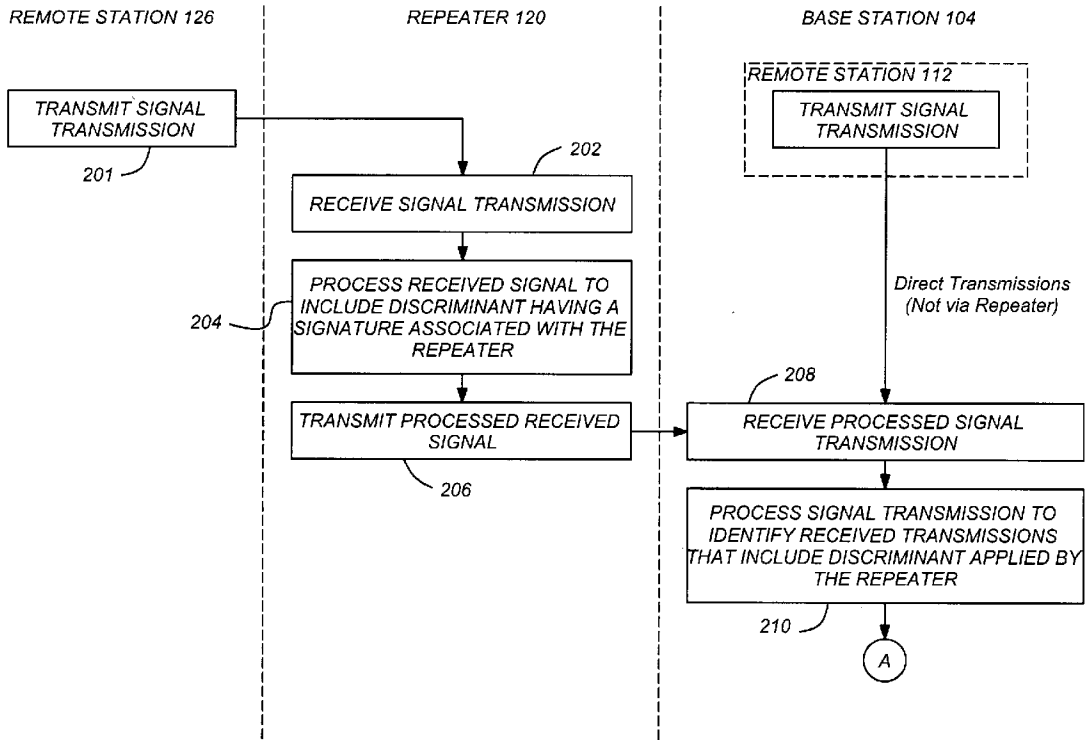 REMOTE STATION 126
REPEATER 120
BASE STATION 104
REMOTE STATION 112
TRANSMIT SIGNAL
TRANSMISSION
201
TRANSMIT SIGNAL
TRANSMISSION
202
RECEIVE SIGNAL TRANSMISSION
PROCESS RECEIVED SIGNAL TO
INCLUDE DISCRIMINANT HAVING A
SIGNATURE ASSOCIATED WITH THE
REPEATER
204
Direct Transmissions
(Not via Repeater)
TRANSMIT PROCESSED RECEIVED
SIGNAL
206
208
RECEIVE PROCESSED SIGNAL
TRANSMISSION
PROCESS SIGNAL TRANSMISSION TO
IDENTIFY RECEIVED TRANSMISSIONS
THAT INCLUDE DISCRIMINANT APPLIED BY
THE REPEATER
210
A